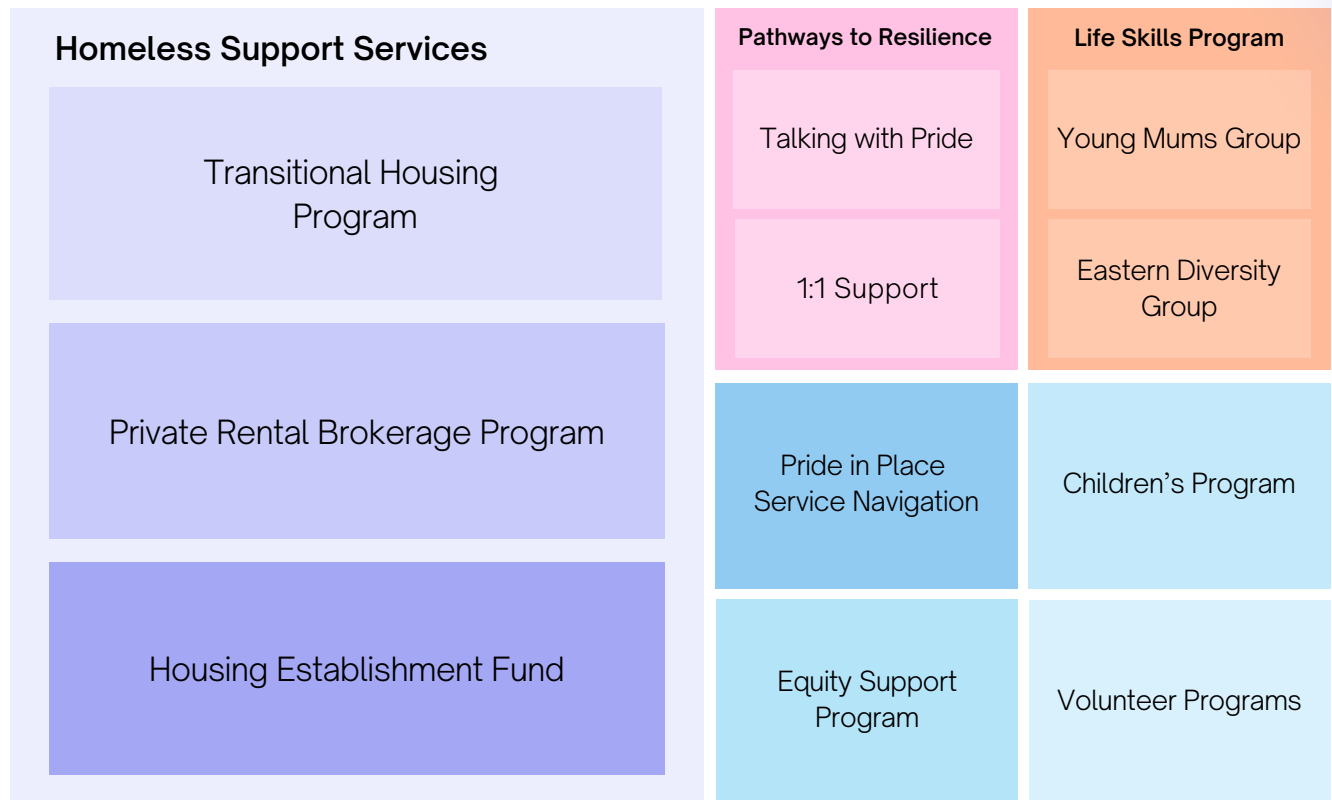 Homeless Support Services
Transitional Housing
Program
Private Rental Brokerage Program
Housing Establishment Fund
Pathways to Resilience
Talking with Pride
1:1 Support
Life Skills Program
Young Mums Group
Eastern Diversity
Group
Pride in Place
Service Navigation
Children’s Program
Equity Support
Program
Volunteer Programs